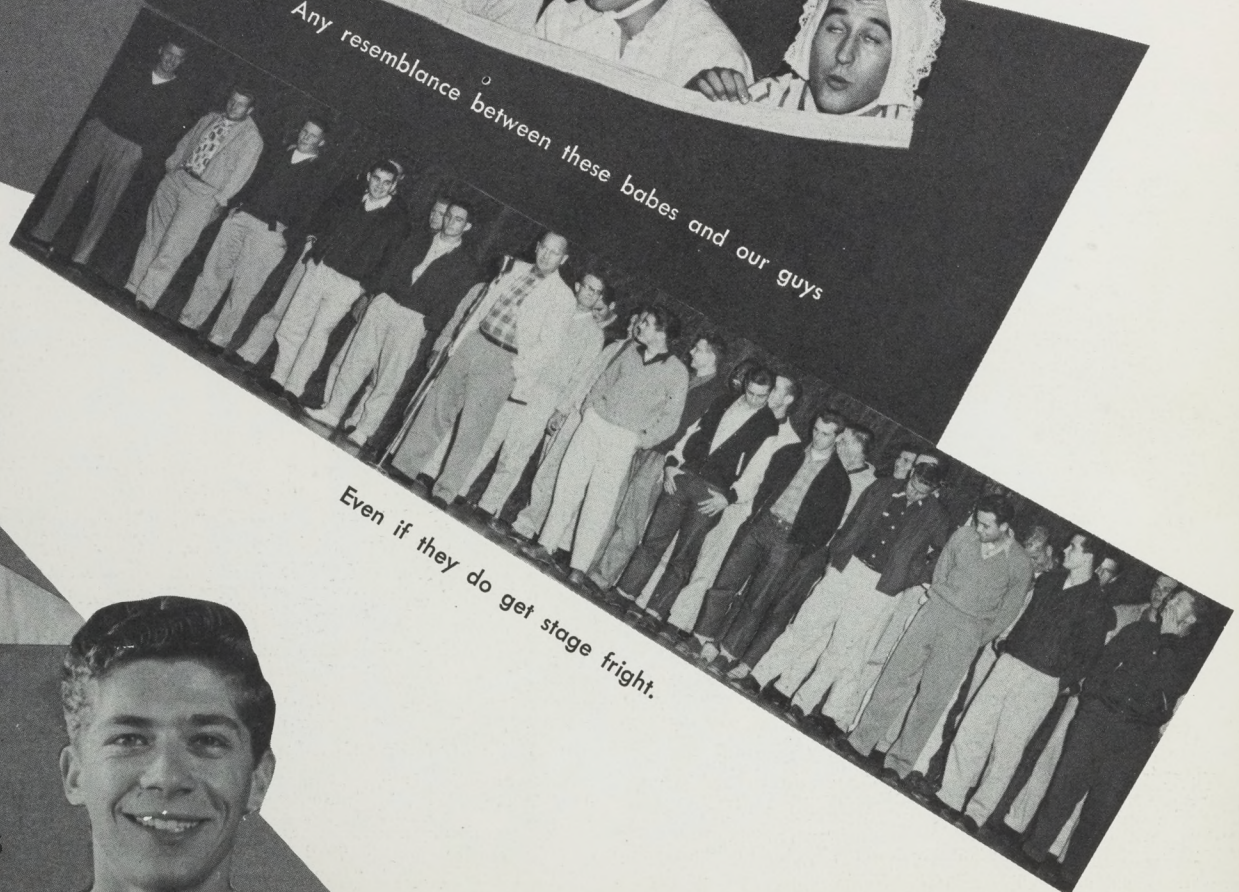 Any resemblance between these babes and our guys
Even if they do get stage fright.